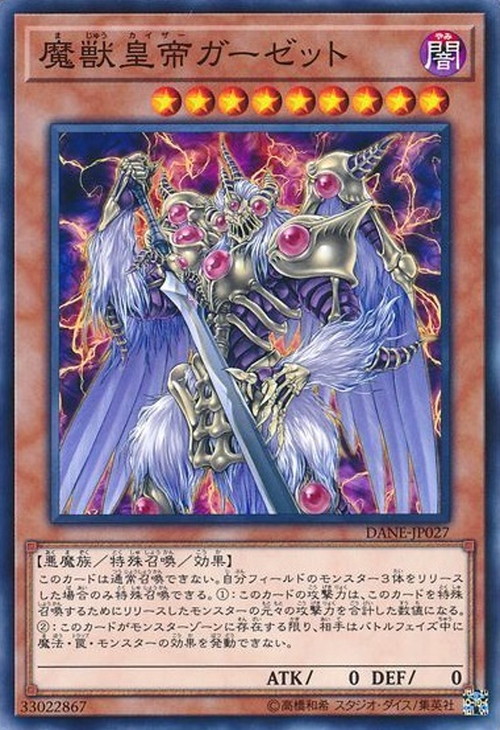 魔獣皇帝ガーゼット
闇
DANE-JP027
【悪魔族／特殊召喚／効果】
このカードは通常召喚できない。自分フィールドのモンスター３体をリリース
した場合のみ特殊召喚できる。①：このカードの攻撃力は、このカードを特殊
召喚するためにリリースしたモンスターの元々の攻撃力を合計した数値になる。
②：このカードがモンスターゾーンに存在する限り、相手はバトルフェイズ中に
魔法・罠・モンスターの効果を発動できない。
ATK/ 0 DEF/ 0
33022867
©高橋和希 スタジオ・ダイス/集英社